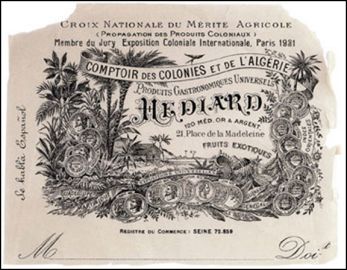 CROIX NATIONALE DU MÉRITE AGRICOLE
(PROPAGATION DES PRODUITS COLONIAUX)
Membre du Jury Exposition Coloniale Internationale, Paris 1931
COMPTOIR DES COLONIES ET DE L'ALGÉRIE
PRODUITS GASTRONOMIQUES UNIVERSELS
HEDIARD
100 MÉD. OR & ARGENT.
21, Place de la Madeleine
FRUITS EXOTIQUES
Se habla Español
REGISTRE DU COMMERCE : SEINE 75.859
M
Doit